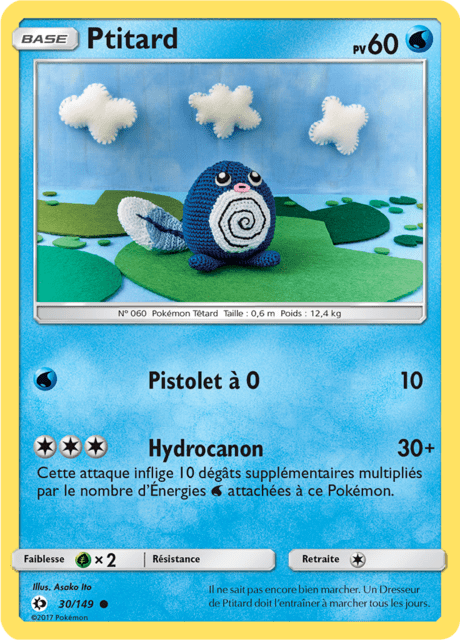 BASE Ptitard PV 60
N° 060 Pokémon Têtard Taille : 0,6 m Poids : 12,4 kg
Pistolet à O 10
Hydrocanon 30+
Cette attaque inflige 10 dégâts supplémentaires multipliés
par le nombre d'Énergies attachées à ce Pokémon.
Faiblesse × 2 Résistance Retraite
Illus. Asako Ito
30/149
©2017 Pokémon
Il ne sait pas encore bien marcher. Un Dresseur
de Ptitard doit l'entraîner à marcher tous les jours.